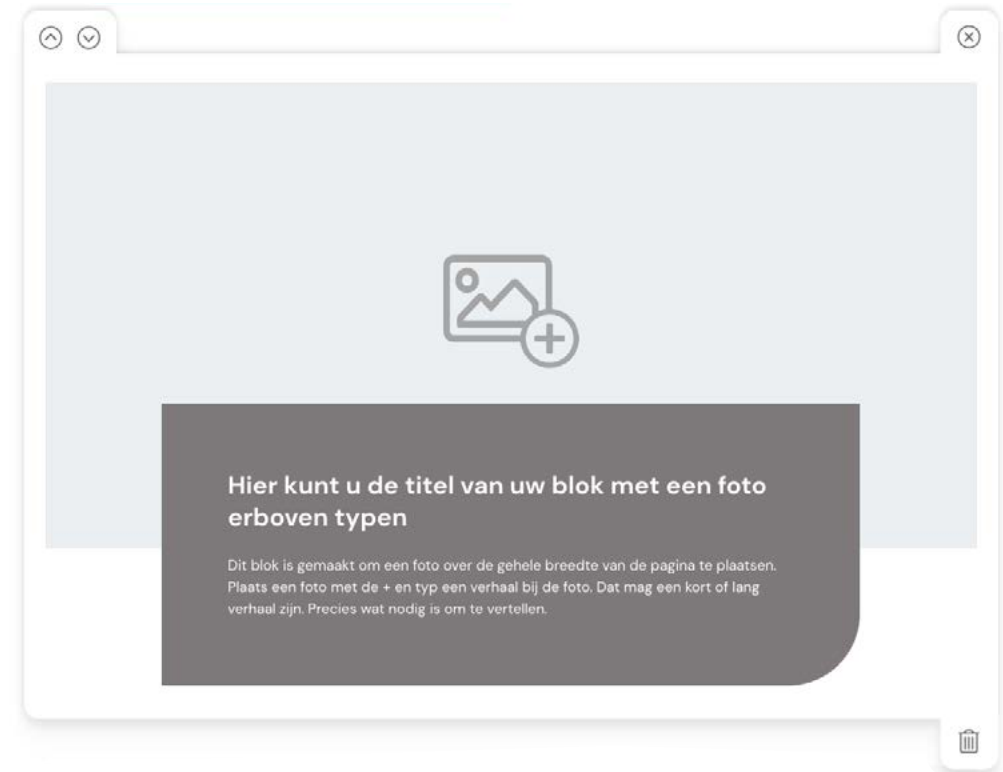 Hier kunt u de titel van uw blok met een foto
erboven typen
Dit blok is gemaakt om een foto over de gehele breedte van de pagina te plaatsen.
Plaats een foto met de + en typ een verhaal bij de foto. Dat mag een kort of lang
verhaal zijn. Precies wat nodig is om te vertellen.